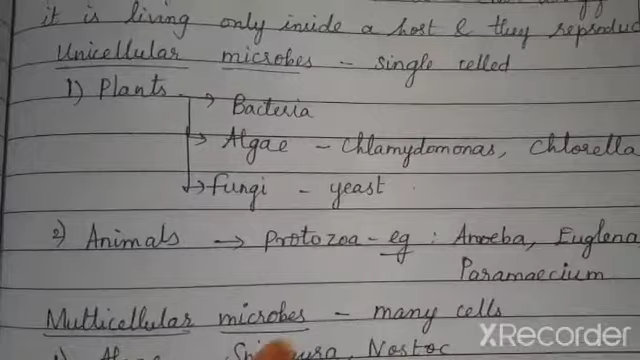 it is living only inside a host & they reproduc
Unicellular microbes - single celled
1) Plants → Bacteria
→ Algae - Chlamydomonas, Chlorella
→ fungi - yeast
2) Animals → Protozoa - eg : Amoeba, Euglena
Paramaecium
Multicellular microbes - many cells
Nostoc
XRecorder